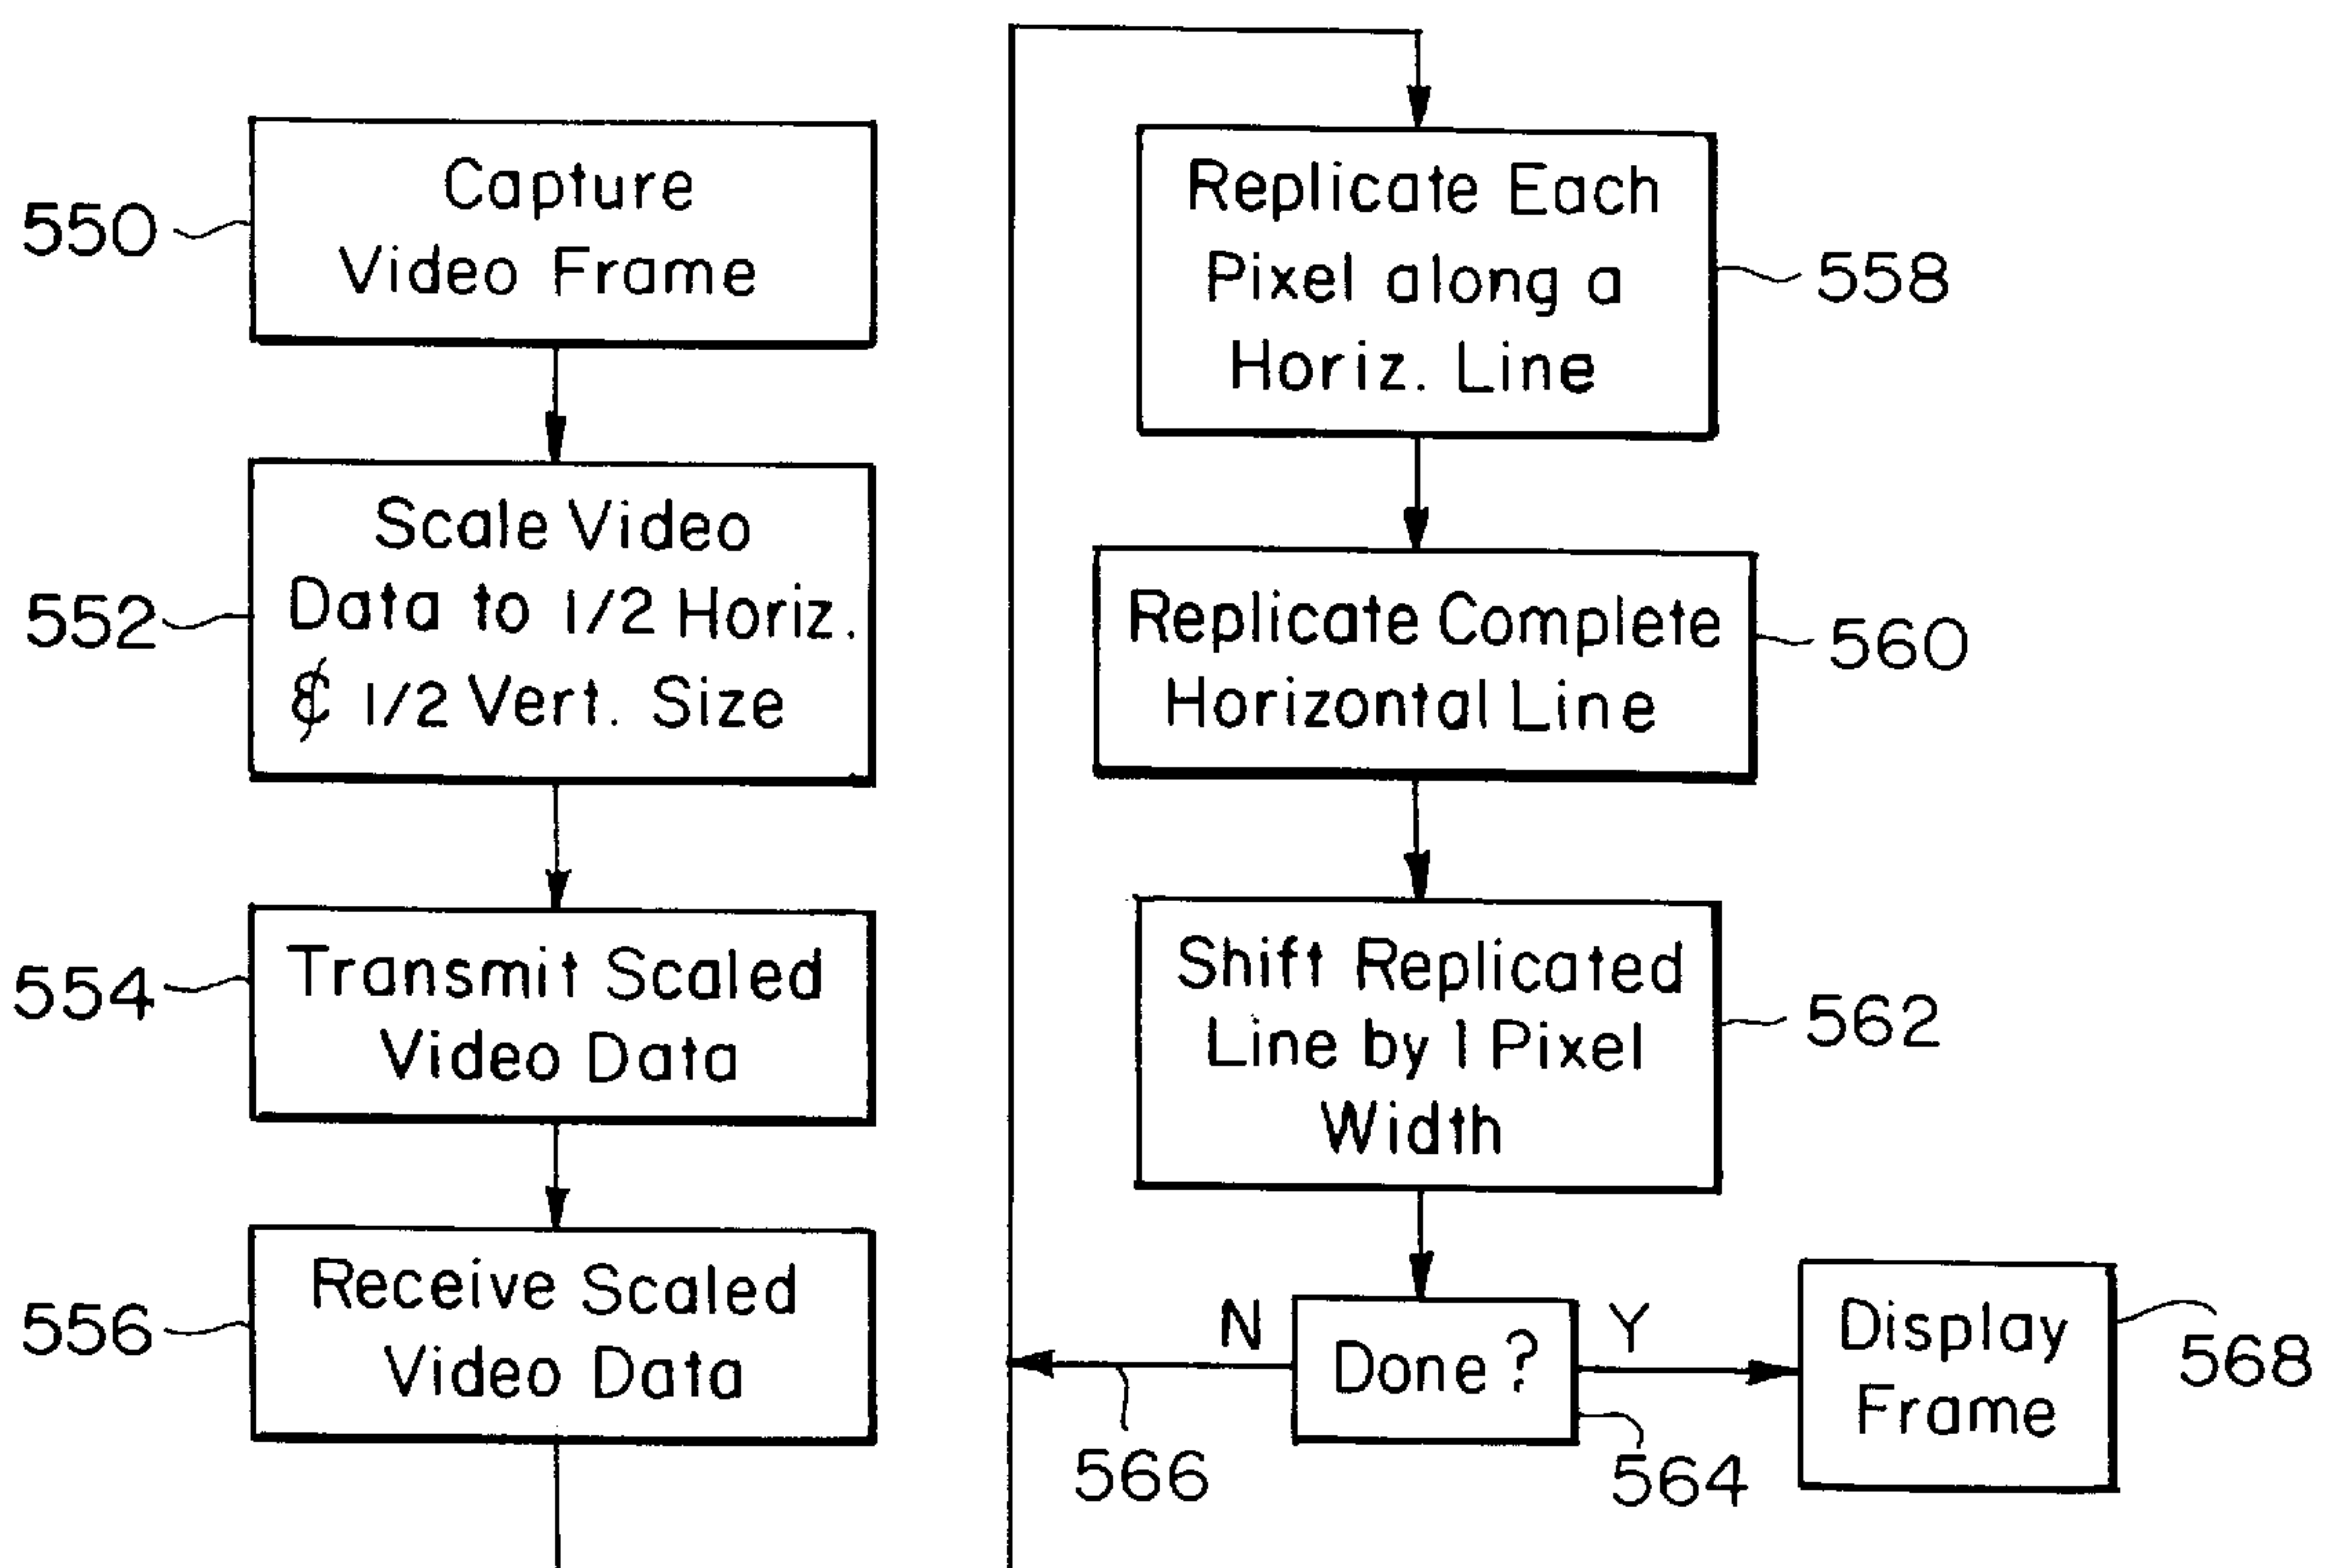 550
Capture
Video Frame
552
Scale Video
Data to 1/2 Horiz.
& 1/2 Vert. Size
554
Transmit Scaled
Video Data
556
Receive Scaled
Video Data
Replicate Each
Pixel along a
Horiz. Line
558
Replicate Complete
Horizontal Line
560
Shift Replicated
Line by 1 Pixel
Width
562
N
Done?
Y
566
564
Display
Frame
568